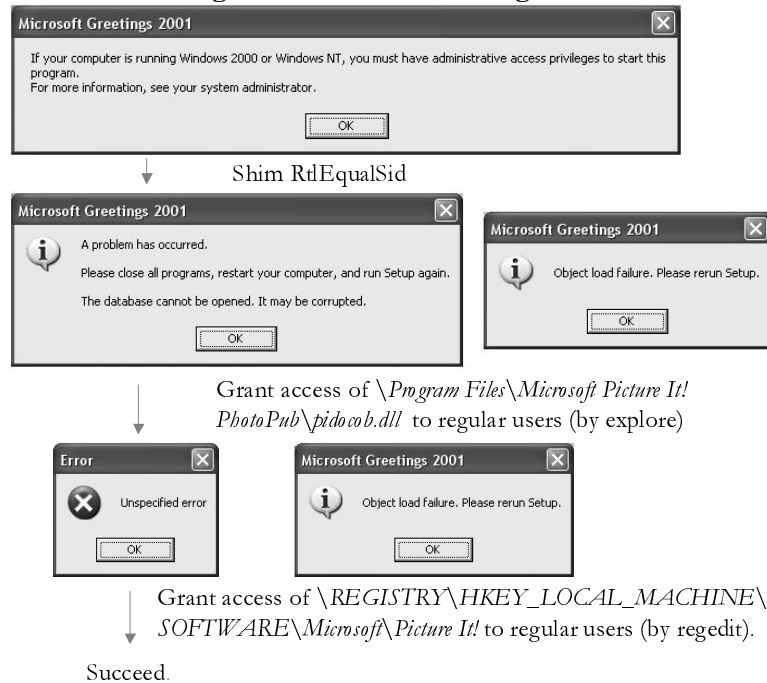 Microsoft Greetings 2001
If your computer is running Windows 2000 or Windows NT, you must have administrative access privileges to start this
program.
For more information, see your system administrator.
OK
Shim RtlEqualSid
Microsoft Greetings 2001
A problem has occurred.
Please close all programs, restart your computer, and run Setup again.
The database cannot be opened. It may be corrupted.
OK
Microsoft Greetings 2001
Object load failure. Please rerun Setup.
OK
Grant access of \Program Files\Microsoft Picture It!
PhotoPub\pidocob.dll to regular users (by explore)
Error
Unspecified error
OK
Microsoft Greetings 2001
Object load failure. Please rerun Setup.
OK
Grant access of \REGISTRY\HKEY_LOCAL_MACHINE\
SOFTWARE\Microsoft\Picture It! to regular users (by regedit).
Succeed.